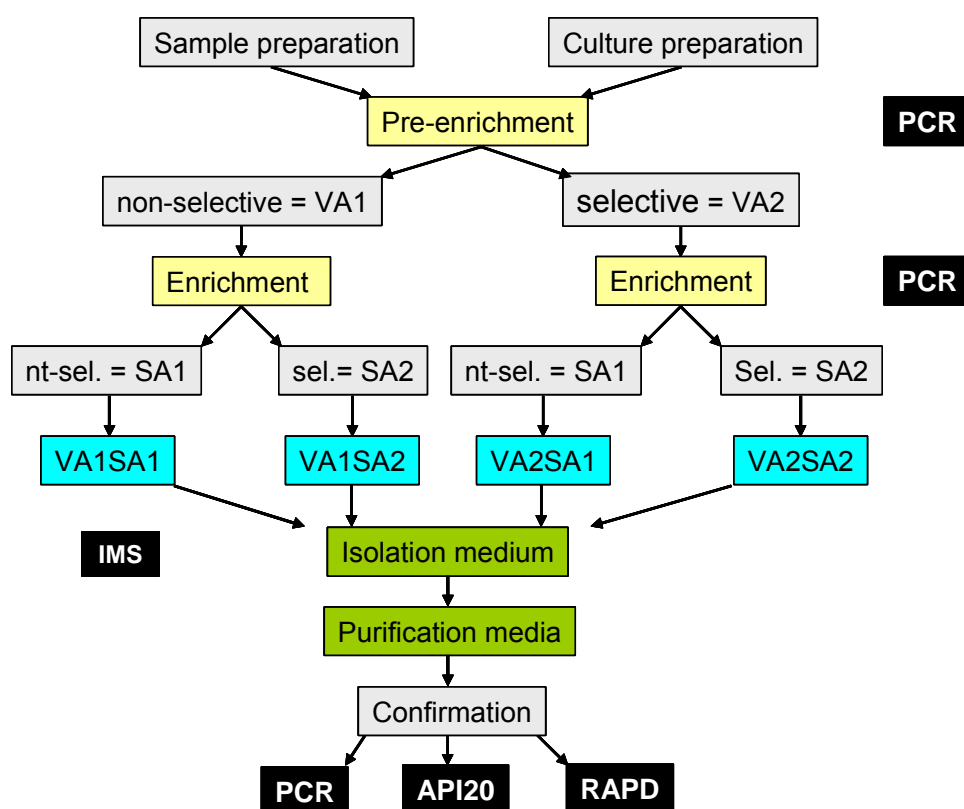 Sample preparation
Culture preparation
Pre-enrichment
PCR
non-selective = VA1
selective = VA2
Enrichment
Enrichment
PCR
nt-sel. = SA1
sel.= SA2
nt-sel. = SA1
Sel. = SA2
VA1SA1
VA1SA2
VA2SA1
VA2SA2
IMS
Isolation medium
Purification media
Confirmation
PCR
API20
RAPD